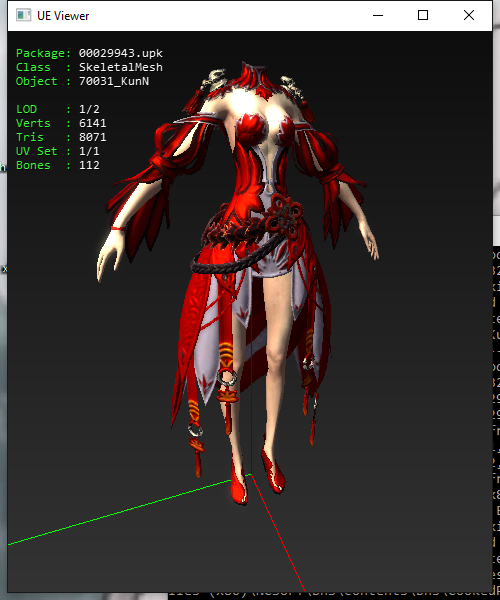 UE Viewer
Package: 00029943.upk
Class : SkeletalMesh
Object : 70031_KunN
LOD : 1/2
Verts : 6141
Tris : 8071
UV Set : 1/1
Bones : 112